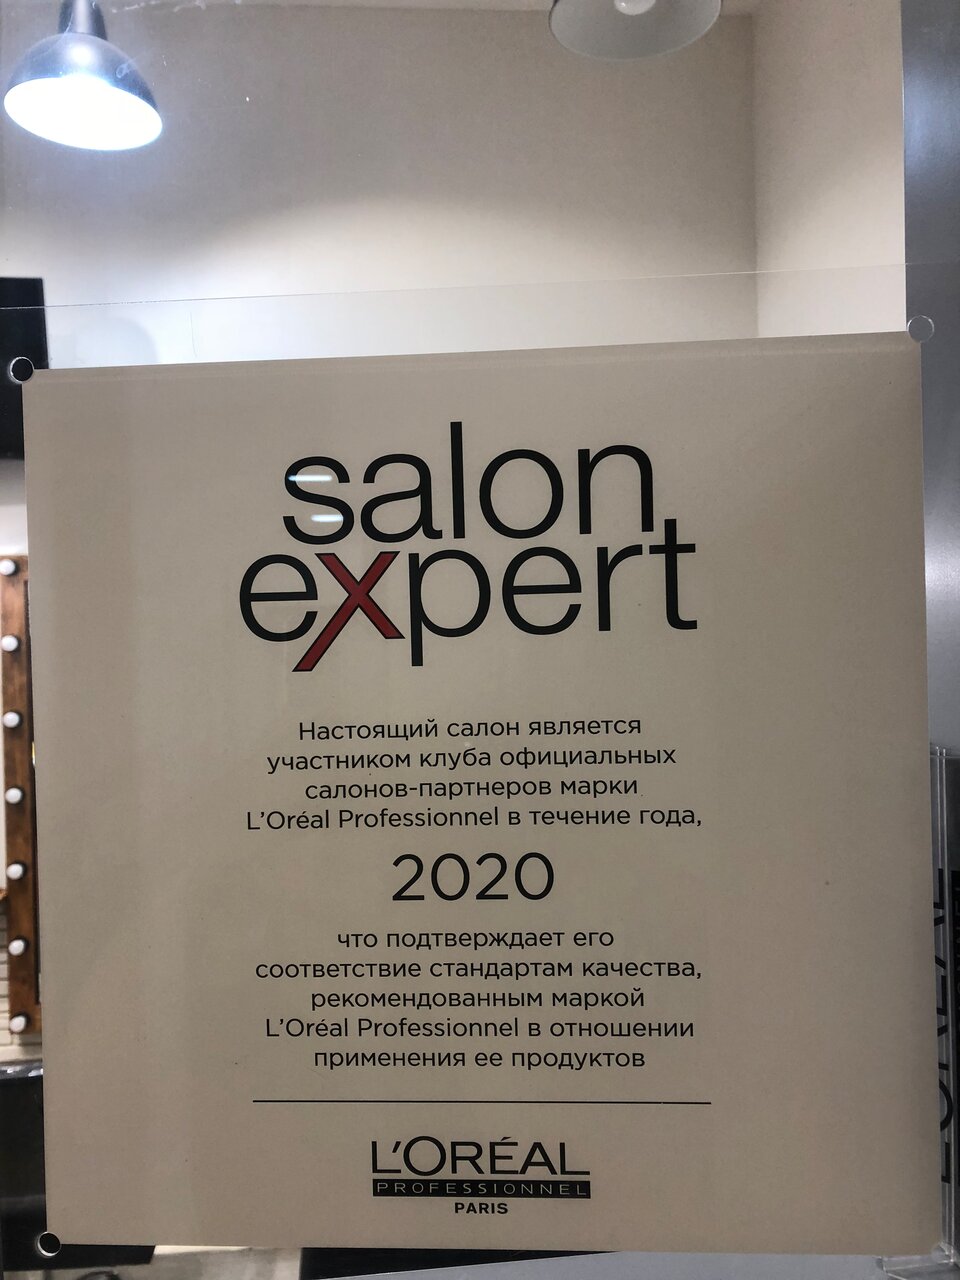 salon
expert
Настоящий салон является
участником клуба официальных
салонов-партнеров марки
L'Oréal Professionnel в течение года,
2020
что подтверждает его
соответствие стандартам качества,
рекомендованным маркой
L'Oréal Professionnel в отношении
применения ее продуктов
L'ORÉAL
PROFESSIONNEL
PARIS
L'ORÉAL